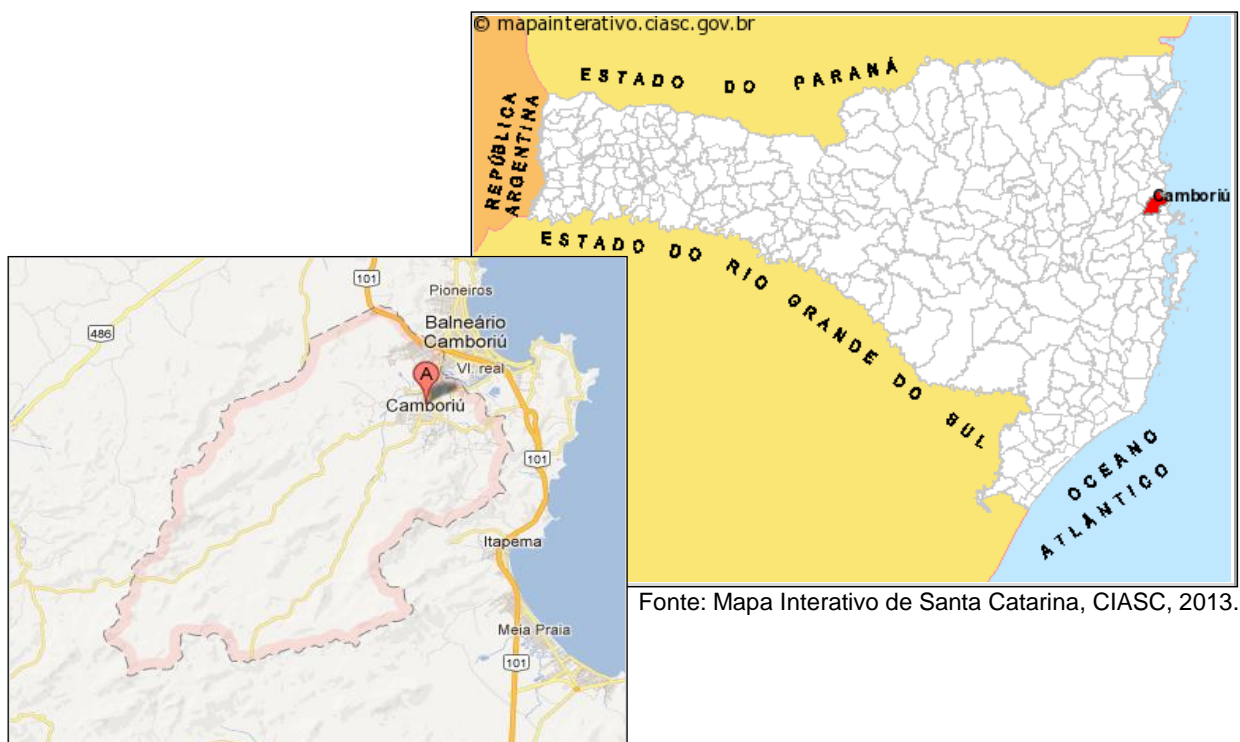 © mapainterativo.ciasc.gov.br
ESTADO DO PARANÁ
REPÚBLICA
ARGENTINA
Camboriú
ESTADO DO RIO GRANDE DO SUL
OCEANO
ATLÂNTICO
Fonte: Mapa Interativo de Santa Catarina, CIASC, 2013.
101
Pioneiros
486
Balneário
Camboriú
Vl. real
A
Camboriú
101
Itapema
Meia Praia
101